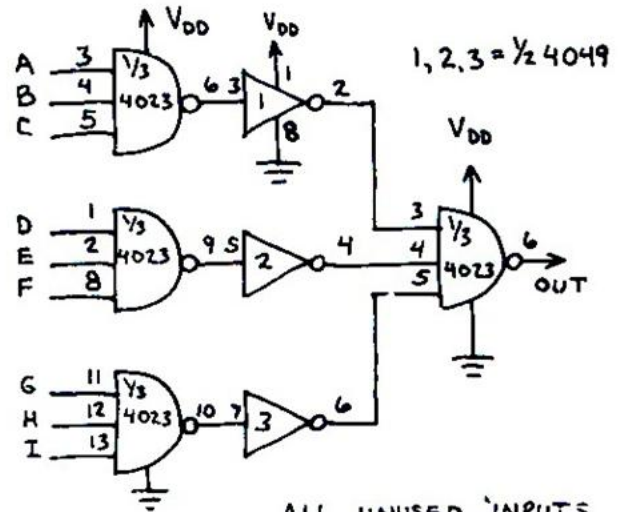 VDD
VDD
1, 2, 3 = 1/2 4049
A 3
B 4
C 5
1/3
4023
6 3
1
1
2
8
VDD
D 1
E 2
F 8
1/3
4023
9 5
2
4
3
4
5
1/3
4023
6
OUT
G 11
H 12
I 13
1/3
4023
10 7
3
6
ALL UNUSED INPUTS